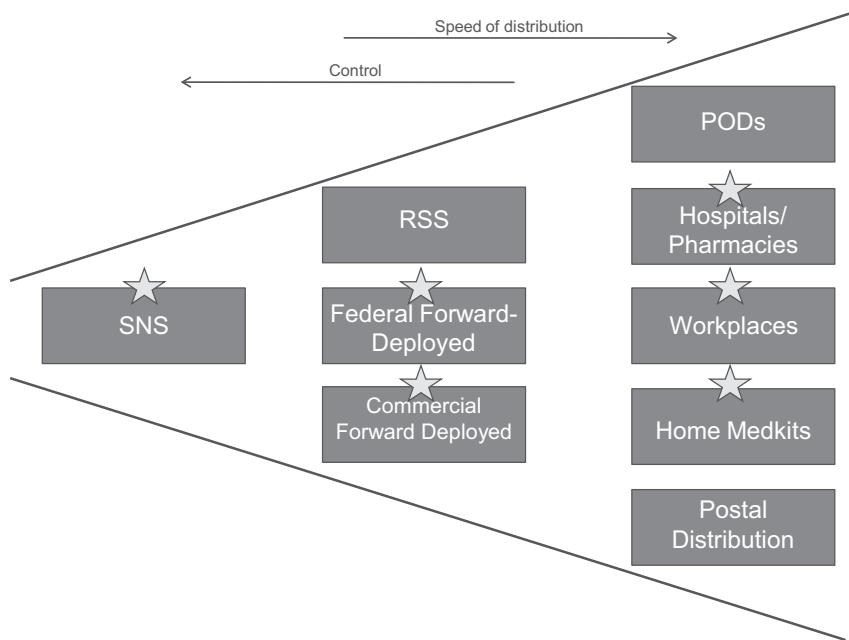 Speed of distribution
Control
PODs
RSS
Hospitals/
Pharmacies
SNS
Federal Forward-
Deployed
Workplaces
Commercial
Forward Deployed
Home Medkits
Postal
Distribution